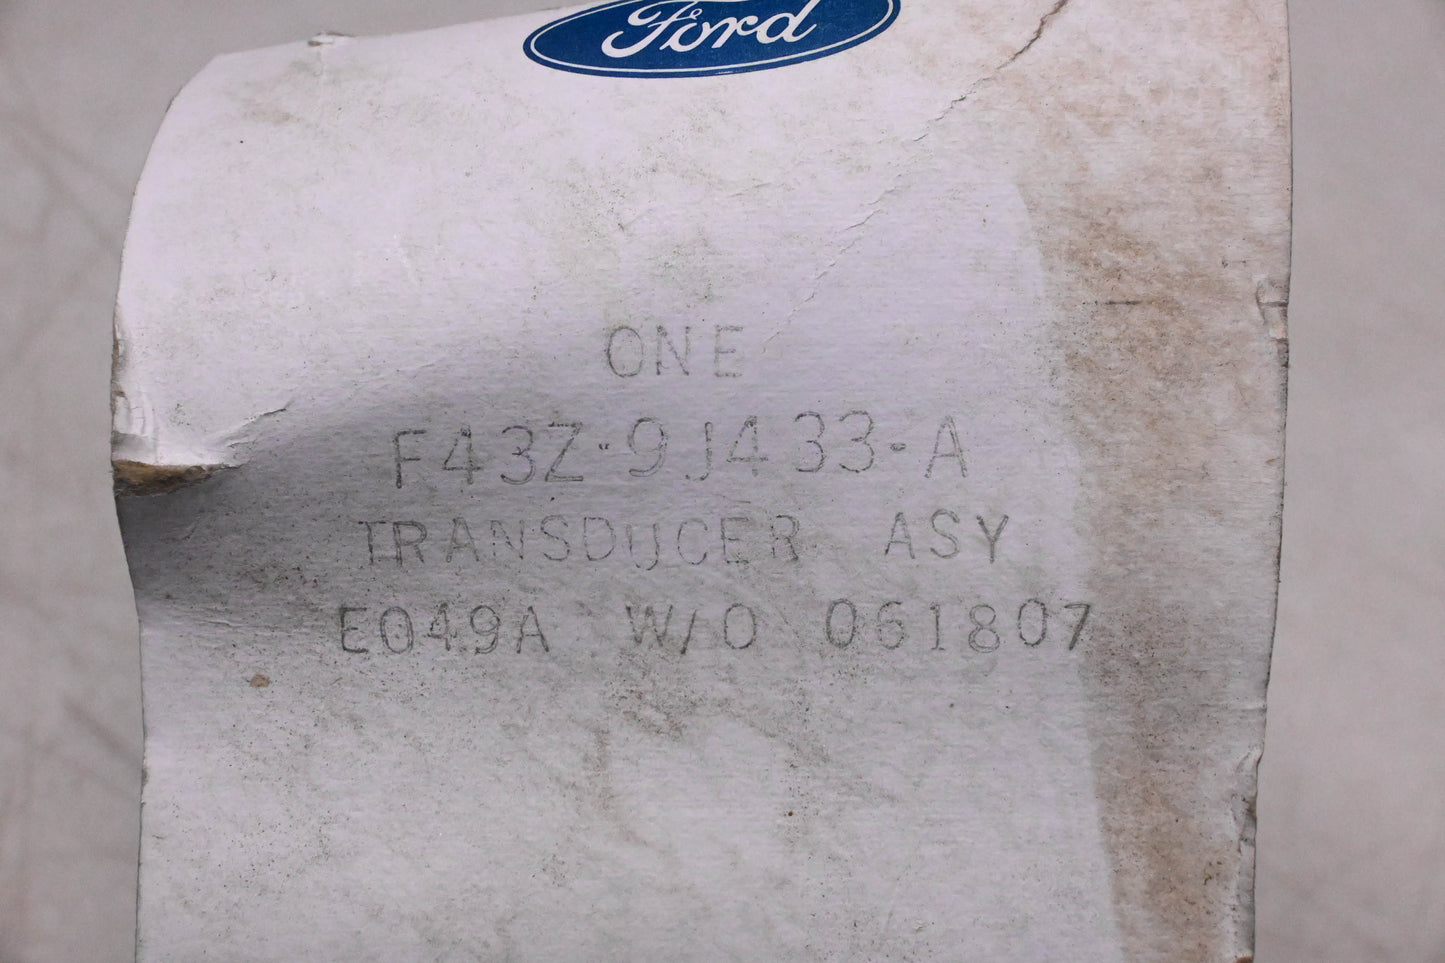 Ford
ONE
F43Z-9J433-A
TRANSDUCER ASY
E049A W/O 061807